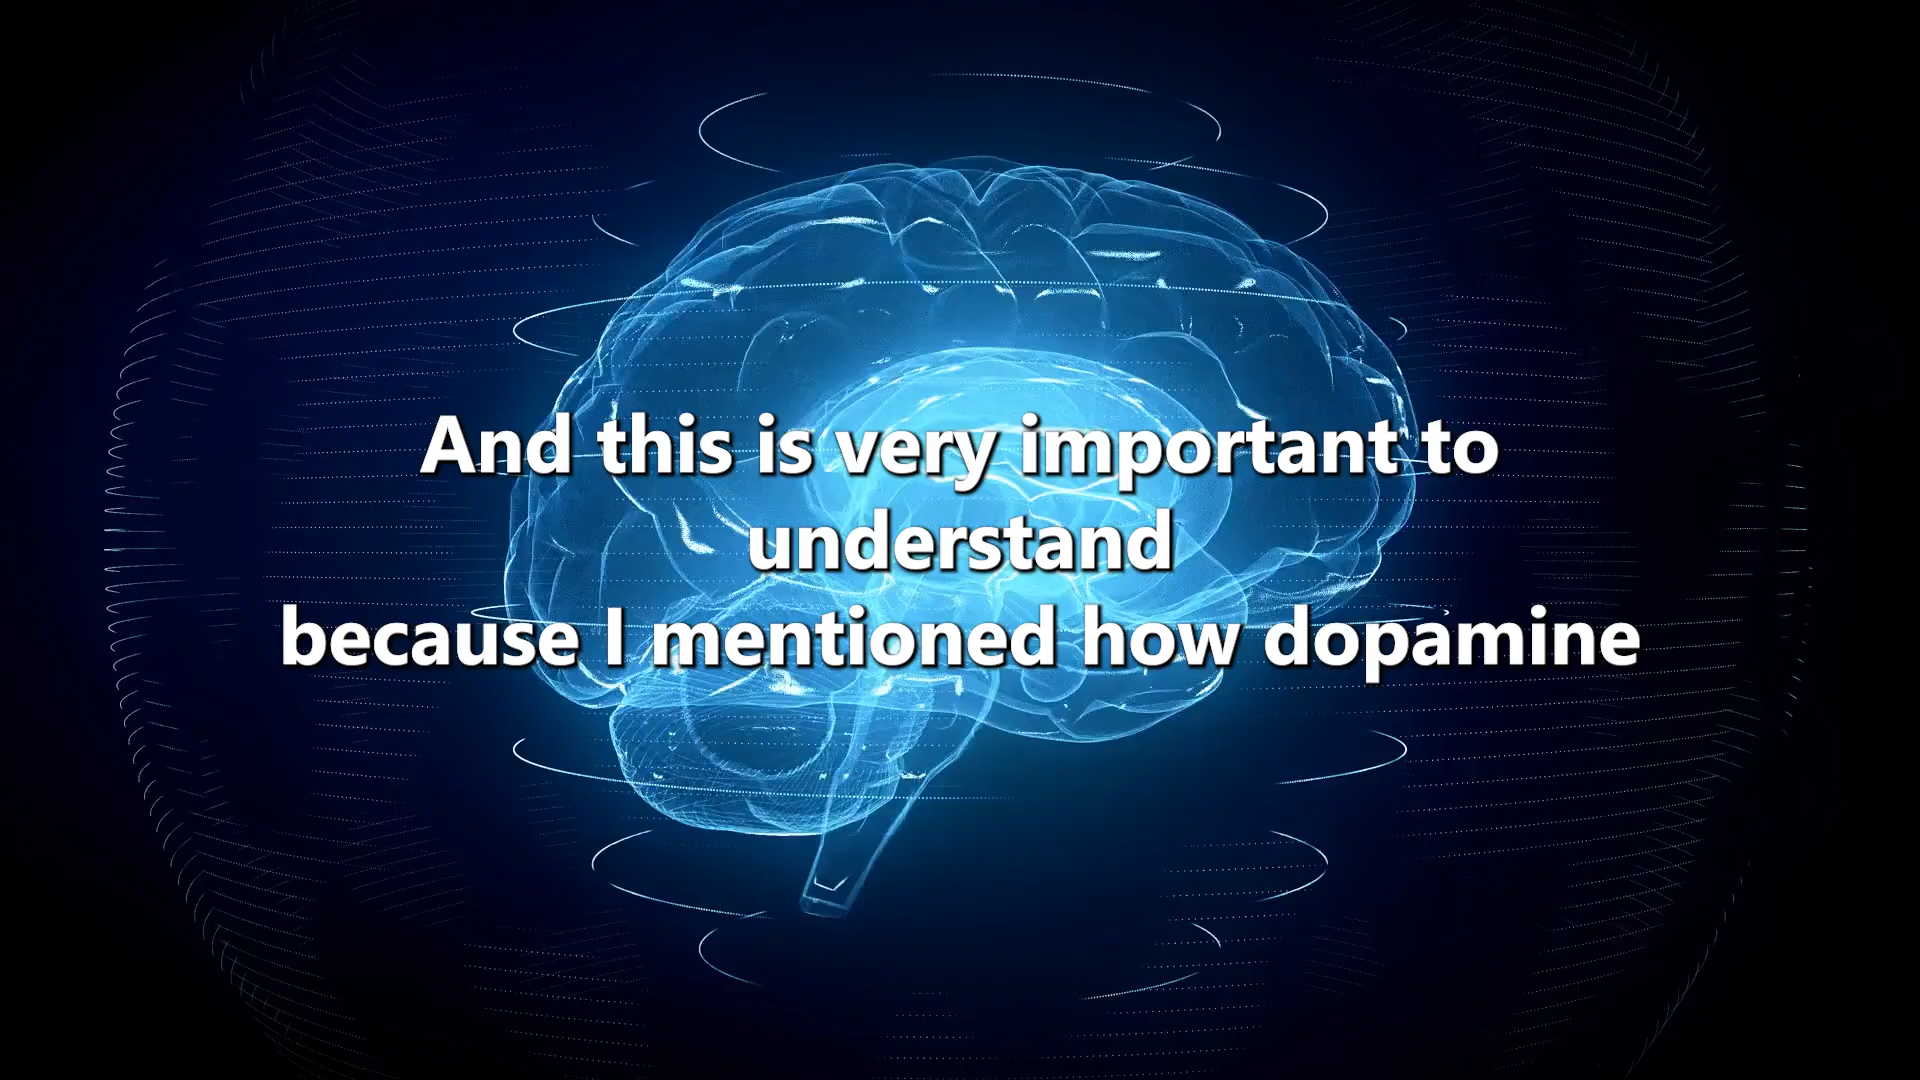 And this is very important to
understand
because I mentioned how dopamine